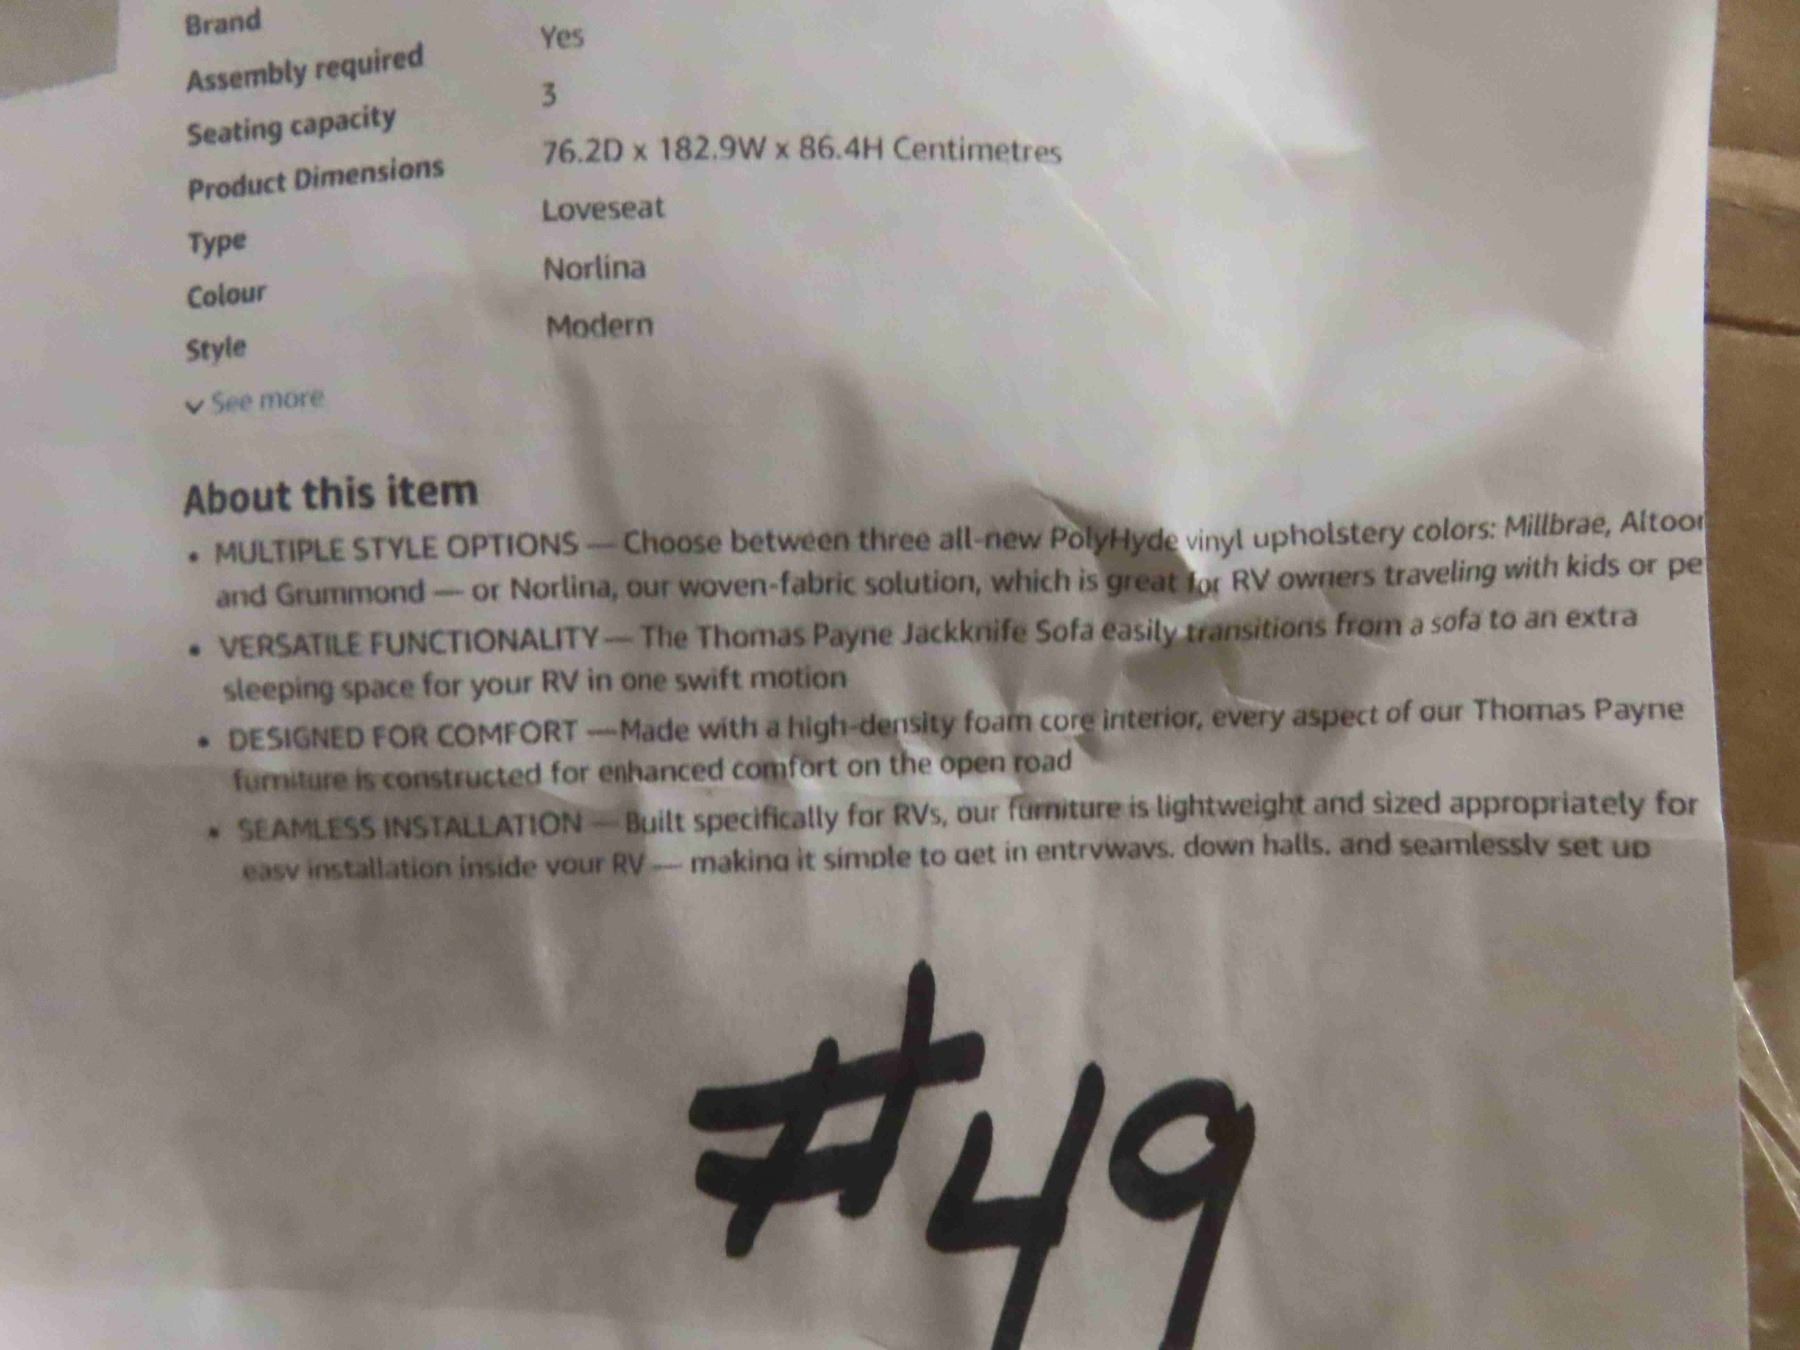 Brand
Assembly required Yes
Seating capacity 3
Product Dimensions 76.2D x 182.9W x 86.4H Centimetres
Type Loveseat
Colour Norlina
Style Modern
See more
About this item
• MULTIPLE STYLE OPTIONS — Choose between three all-new PolyHyde vinyl upholstery colors: Millbrae, Altoon
and Grummond — or Norlina, our woven-fabric solution, which is great for RV owners traveling with kids or pe
• VERSATILE FUNCTIONALITY— The Thomas Payne Jackknife Sofa easily transitions from a sofa to an extra
sleeping space for your RV in one swift motion
• DESIGNED FOR COMFORT —Made with a high-density foam core interior, every aspect of our Thomas Payne
furniture is constructed for enhanced comfort on the open road
• SEAMLESS INSTALLATION — Built specifically for RVs, our furniture is lightweight and sized appropriately for
easy installation inside your RV — making it simple to get in entryways, down halls, and seamlessly set up
#49